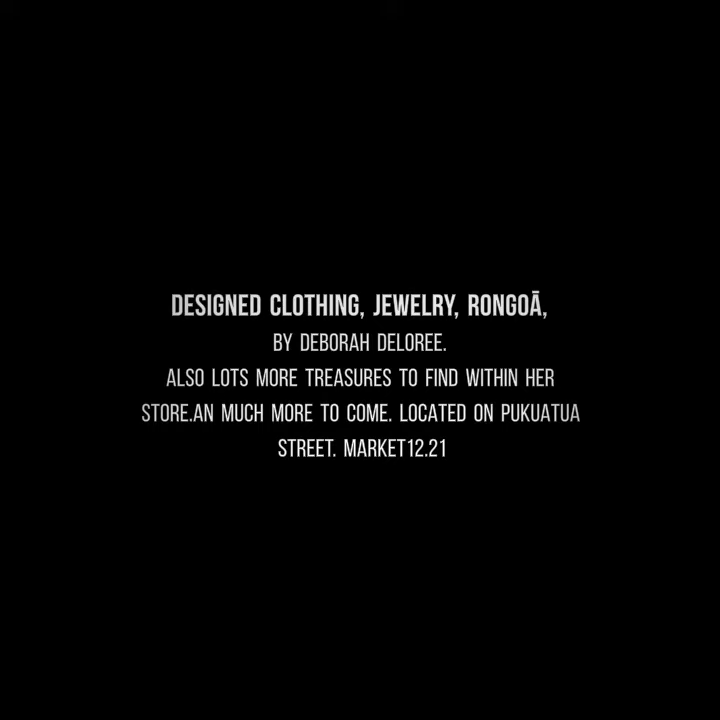 DESIGNED CLOTHING, JEWELRY, RONGOĀ,
BY DEBORAH DELOREE.
ALSO LOTS MORE TREASURES TO FIND WITHIN HER
STORE.AN MUCH MORE TO COME. LOCATED ON PUKUATUA
STREET. MARKET12.21